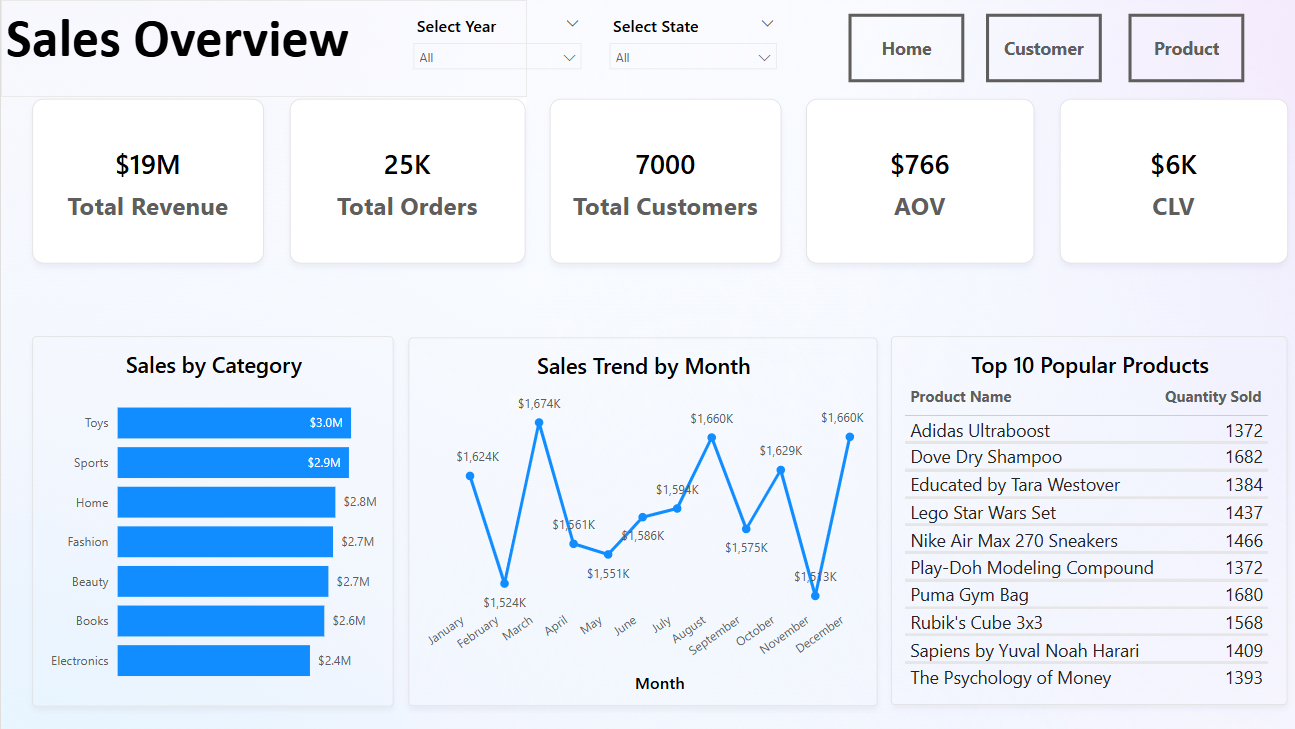 Sales Overview
Select Year
All
Select State
All
Home
Customer
Product
$19M
Total Revenue
25K
Total Orders
7000
Total Customers
$766
AOV
$6K
CLV
Sales by Category
Toys $3.0M
Sports $2.9M
Home $2.8M
Fashion $2.7M
Beauty $2.7M
Books $2.6M
Electronics $2.4M
Sales Trend by Month
$1,624K
$1,524K
$1,674K
$1,561K
$1,551K
$1,586K
$1,594K
$1,660K
$1,575K
$1,629K
$1,513K
$1,660K
January
February
March
April
May
June
July
August
September
October
November
December
Month
Top 10 Popular Products
Product Name Quantity Sold
Adidas Ultraboost 1372
Dove Dry Shampoo 1682
Educated by Tara Westover 1384
Lego Star Wars Set 1437
Nike Air Max 270 Sneakers 1466
Play-Doh Modeling Compound 1372
Puma Gym Bag 1680
Rubik's Cube 3x3 1568
Sapiens by Yuval Noah Harari 1409
The Psychology of Money 1393